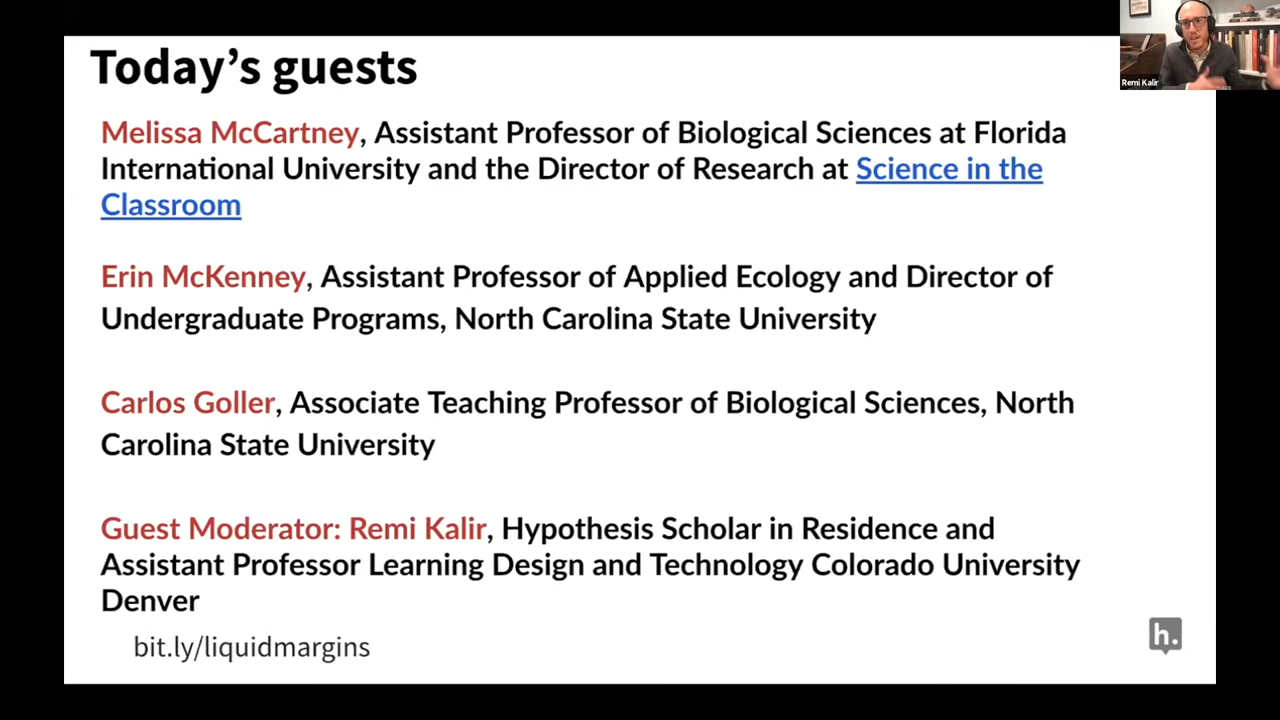 Today's guests
Remi Kalir
Melissa McCartney, Assistant Professor of Biological Sciences at Florida
International University and the Director of Research at Science in the
Classroom
Erin McKenney, Assistant Professor of Applied Ecology and Director of
Undergraduate Programs, North Carolina State University
Carlos Goller, Associate Teaching Professor of Biological Sciences, North
Carolina State University
Guest Moderator: Remi Kalir, Hypothesis Scholar in Residence and
Assistant Professor Learning Design and Technology Colorado University
Denver
bit.ly/liquidmargins
h.